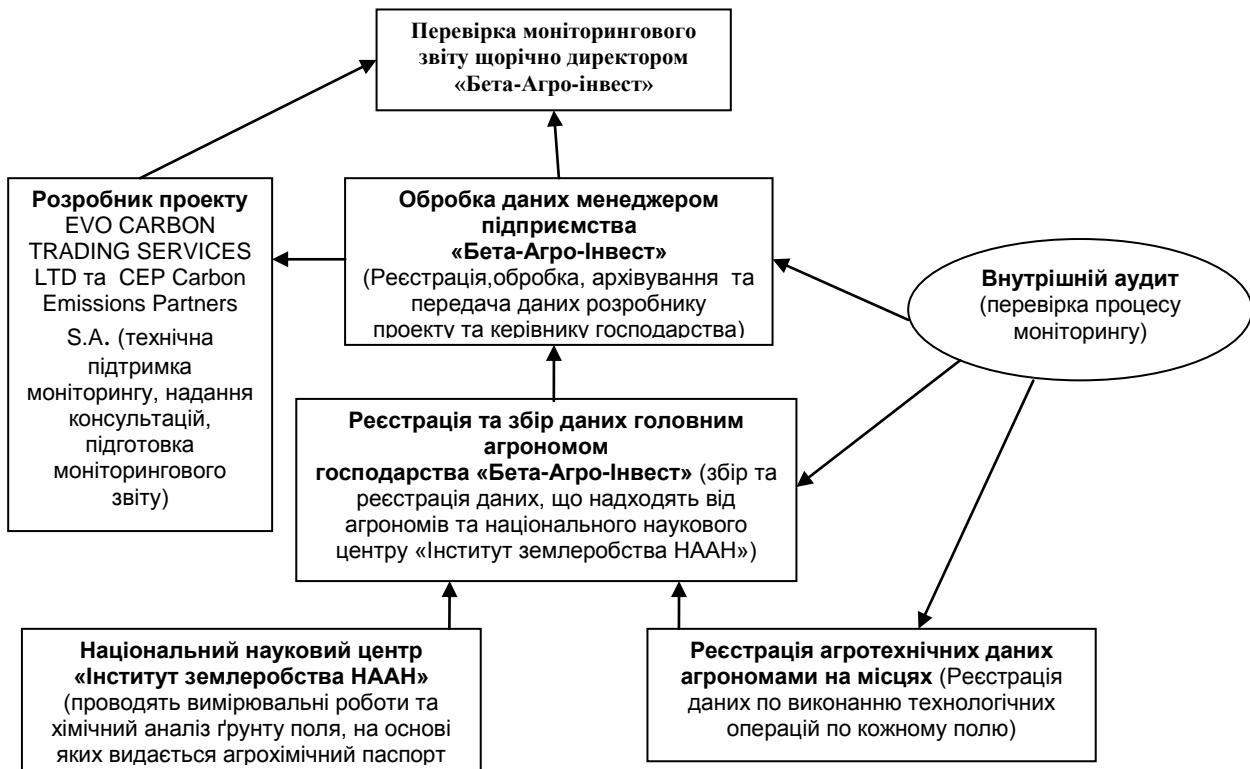 Перевірка моніторингового
звіту щорічно директором
«Бета-Агро-інвест»
Розробник проекту
EVO CARBON
TRADING SERVICES
LTD та CEP Carbon
Emissions Partners
S.A. (технічна
підтримка
моніторингу, надання
консультацій,
підготовка
моніторингового
звіту)
Обробка даних менеджером
підприємства
«Бета-Агро-Інвест»
(Реєстрація,обробка, архівування та
передача даних розробнику
проекту та керівнику господарства)
Внутрішній аудит
(перевірка процесу
моніторингу)
Реєстрація та збір даних головним
агрономом
господарства «Бета-Агро-Інвест» (збір та
реєстрація даних, що надходять від
агрономів та національного наукового
центру «Інститут землеробства НААН»)
Національний науковий центр
«Інститут землеробства НААН»
(проводять вимірювальні роботи та
хімічний аналіз ґрунту поля, на основі
яких видається агрохімічний паспорт
Реєстрація агротехнічних даних
агрономами на місцях (Реєстрація
даних по виконанню технологічних
операцій по кожному полю)